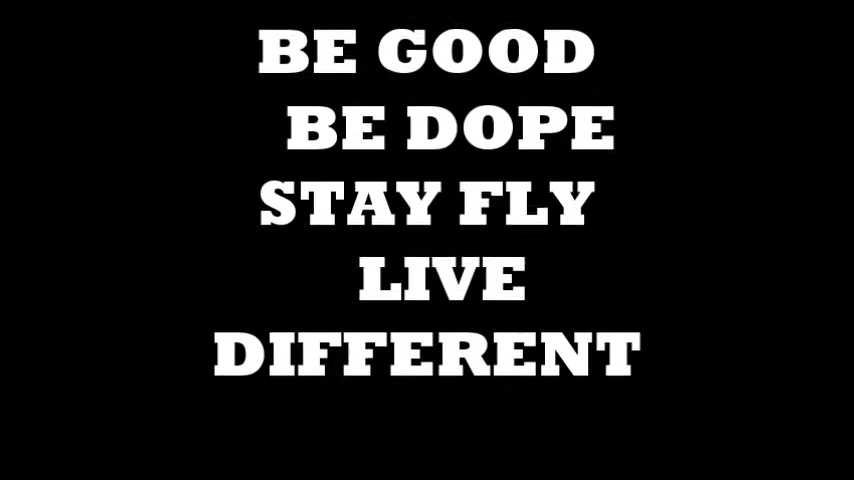 BE GOOD
BE DOPE
STAY FLY
LIVE
DIFFERENT